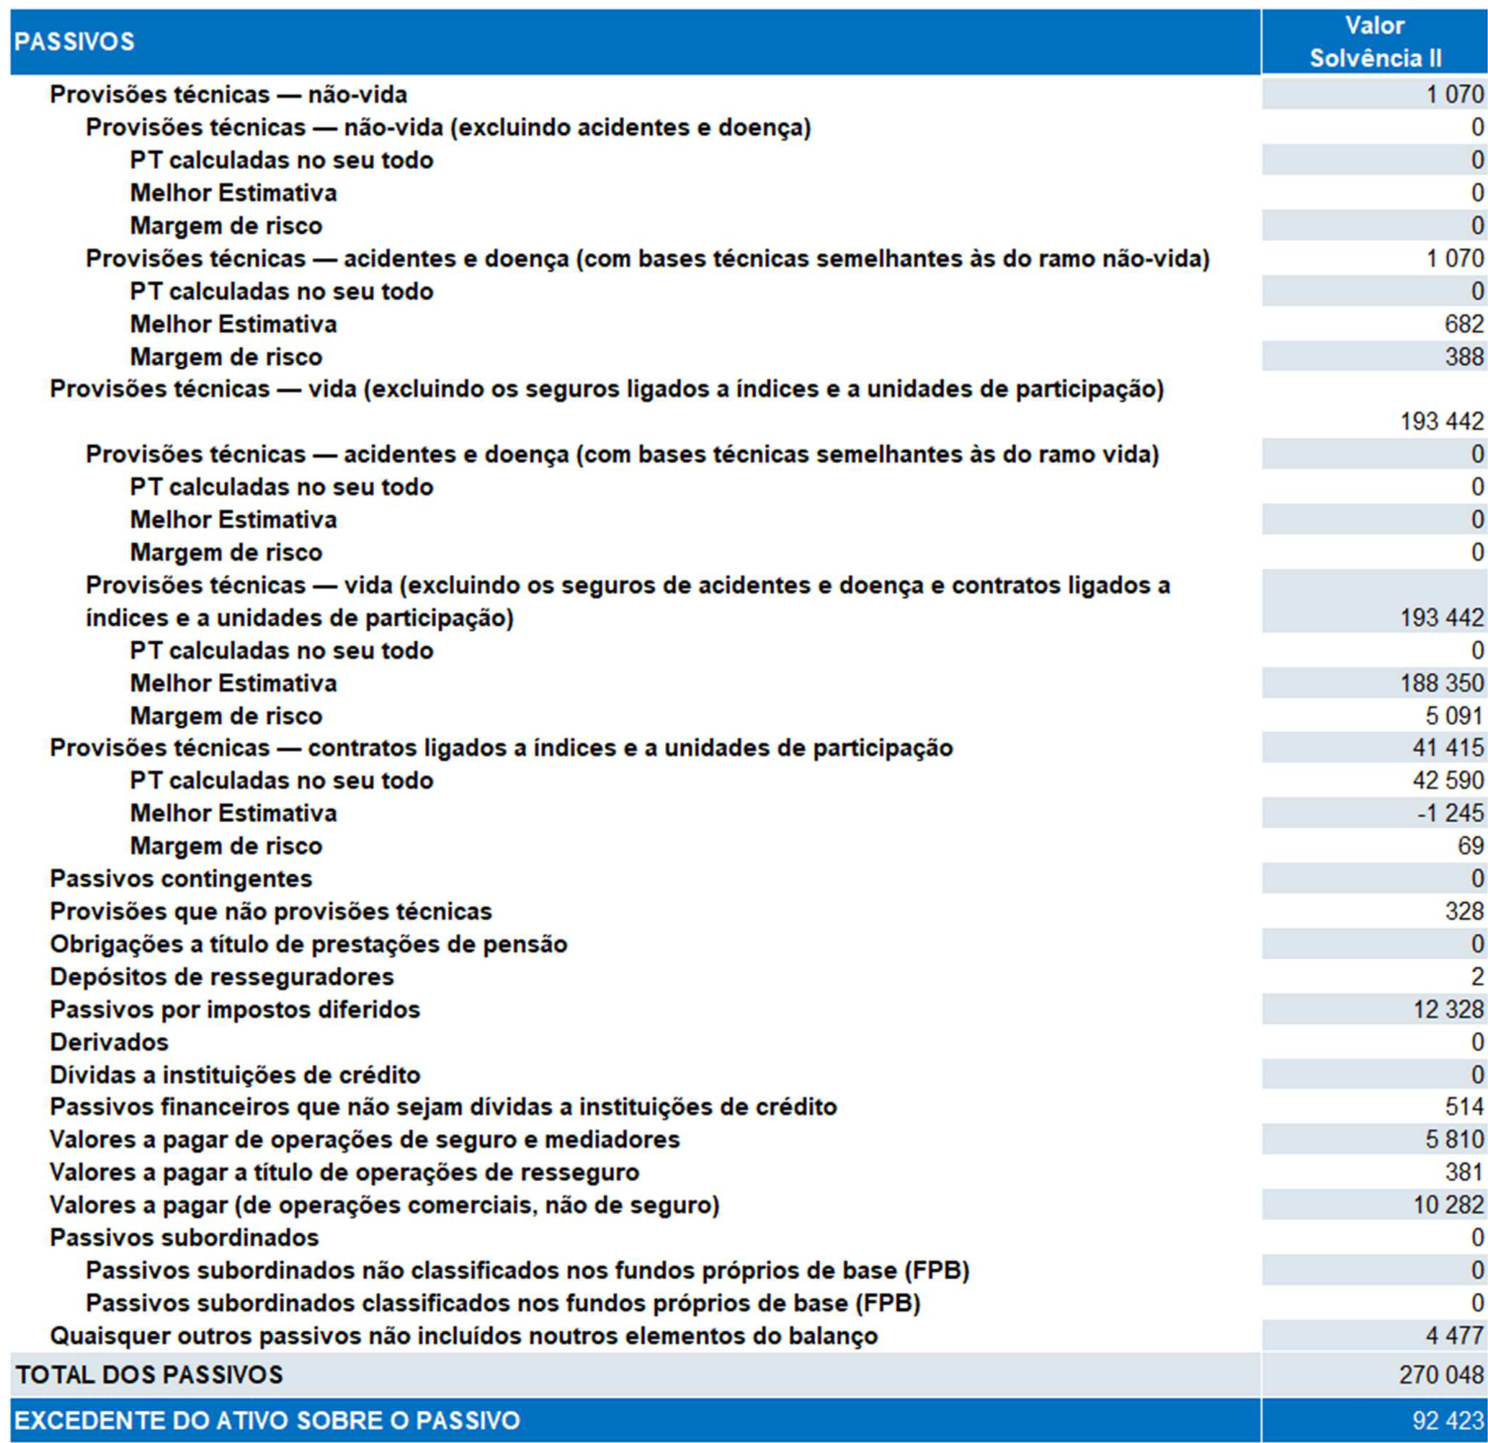 PASSIVOS Valor
Solvência II
Provisões técnicas — não-vida 1 070
Provisões técnicas — não-vida (excluindo acidentes e doença) 0
PT calculadas no seu todo 0
Melhor Estimativa 0
Margem de risco 0
Provisões técnicas — acidentes e doença (com bases técnicas semelhantes às do ramo não-vida) 1 070
PT calculadas no seu todo 0
Melhor Estimativa 682
Margem de risco 388
Provisões técnicas — vida (excluindo os seguros ligados a índices e a unidades de participação)
193 442
Provisões técnicas — acidentes e doença (com bases técnicas semelhantes às do ramo vida) 0
PT calculadas no seu todo 0
Melhor Estimativa 0
Margem de risco 0
Provisões técnicas — vida (excluindo os seguros de acidentes e doença e contratos ligados a
índices e a unidades de participação) 193 442
PT calculadas no seu todo 0
Melhor Estimativa 188 350
Margem de risco 5 091
Provisões técnicas — contratos ligados a índices e a unidades de participação 41 415
PT calculadas no seu todo 42 590
Melhor Estimativa -1 245
Margem de risco 69
Passivos contingentes 0
Provisões que não provisões técnicas 328
Obrigações a título de prestações de pensão 0
Depósitos de resseguradores 2
Passivos por impostos diferidos 12 328
Derivados 0
Dívidas a instituições de crédito 0
Passivos financeiros que não sejam dívidas a instituições de crédito 514
Valores a pagar de operações de seguro e mediadores 5 810
Valores a pagar a título de operações de resseguro 381
Valores a pagar (de operações comerciais, não de seguro) 10 282
Passivos subordinados 0
Passivos subordinados não classificados nos fundos próprios de base (FPB) 0
Passivos subordinados classificados nos fundos próprios de base (FPB) 0
Quaisquer outros passivos não incluídos noutros elementos do balanço 4 477
TOTAL DOS PASSIVOS 270 048
EXCEDENTE DO ATIVO SOBRE O PASSIVO 92 423